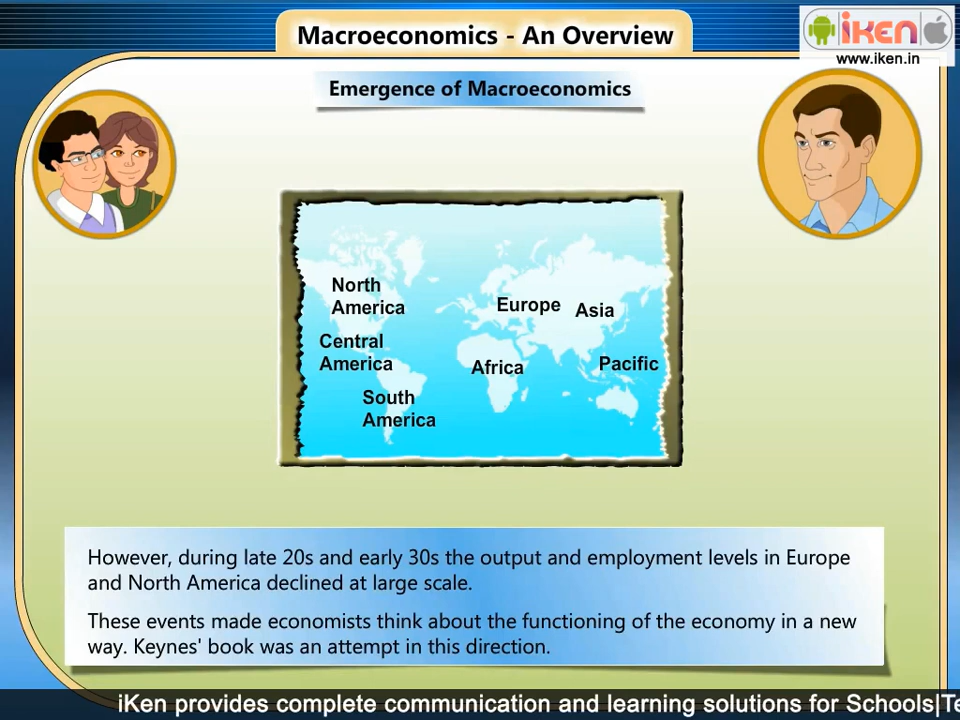 Macroeconomics - An Overview
iKEN
www.iken.in
Emergence of Macroeconomics
North
America
Europe
Asia
Central
America
Africa
Pacific
South
America
However, during late 20s and early 30s the output and employment levels in Europe
and North America declined at large scale.
These events made economists think about the functioning of the economy in a new
way. Keynes' book was an attempt in this direction.
iKen provides complete communication and learning solutions for Schools|Te